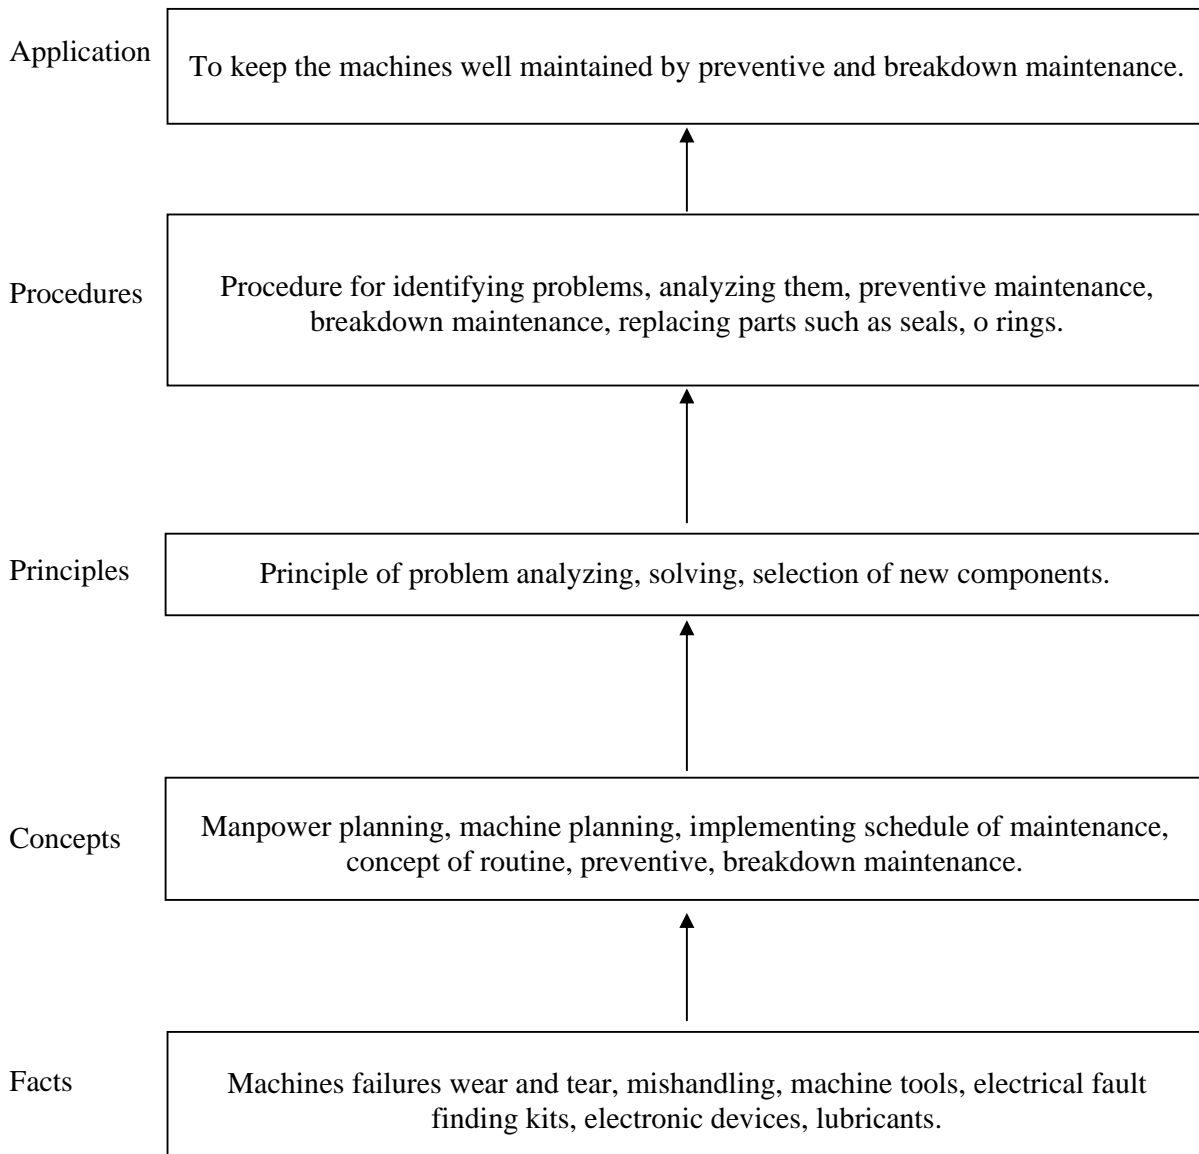 Application
To keep the machines well maintained by preventive and breakdown maintenance.
Procedures
Procedure for identifying problems, analyzing them, preventive maintenance,
breakdown maintenance, replacing parts such as seals, o rings.
Principles
Principle of problem analyzing, solving, selection of new components.
Concepts
Manpower planning, machine planning, implementing schedule of maintenance,
concept of routine, preventive, breakdown maintenance.
Facts
Machines failures wear and tear, mishandling, machine tools, electrical fault
finding kits, electronic devices, lubricants.